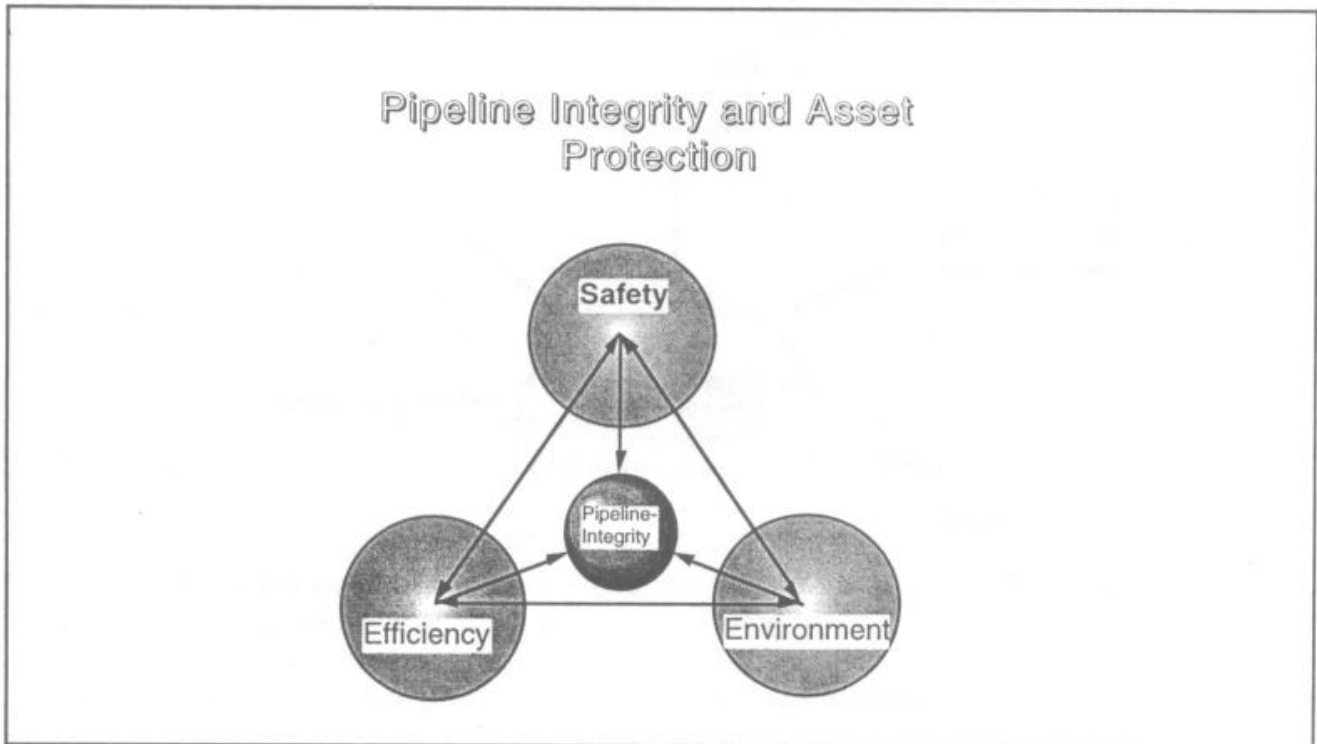 Pipeline Integrity and Asset
Protection
Safety
Pipeline-
Integrity
Efficiency
Environment